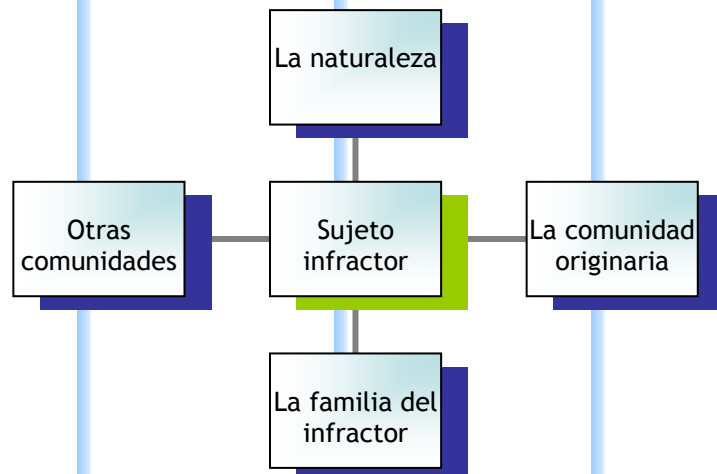 La naturaleza
Otras
comunidades
Sujeto
infractor
La comunidad
originaria
La familia del
infractor